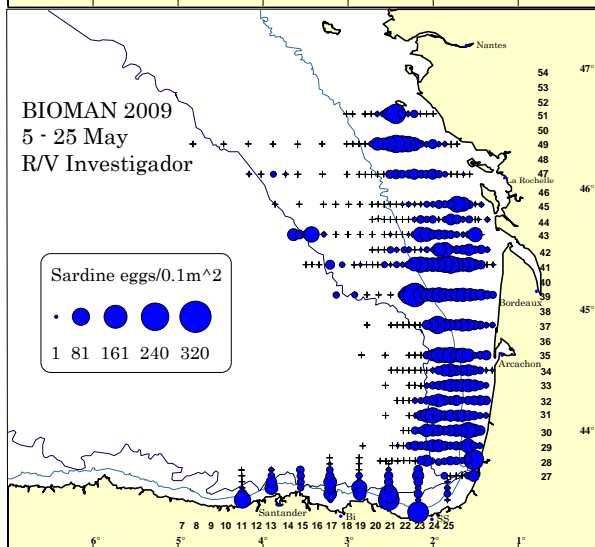 Nantes
47°
54
53
BIOMAN 2009
5 - 25 May
R/V Investigador
52
51
50
49
48
47
La Rochelle
46
46°
45
44
43
42
41
Sardine eggs/0.1m^2
1 81 161 240 320
40
39
Bordeaux
38
45°
37
36
35
Arcachon
34
33
32
31
30
44°
29
28
27
Santander
Bi
SS
7 8 9 10 11 12 13 14 15 16 17 18 19 20 21 22 23 24 25
6° 5° 4° 3° 2° 1°